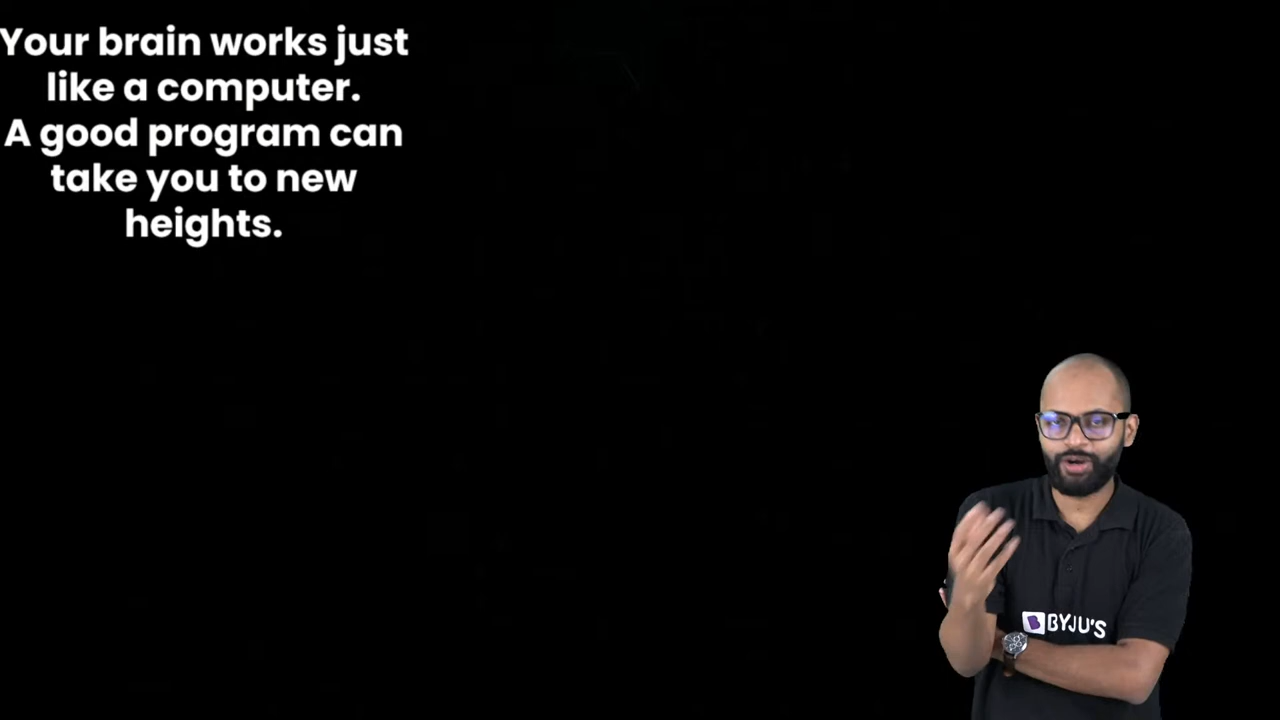 Your brain works just
like a computer.
A good program can
take you to new
heights.
BYJU'S